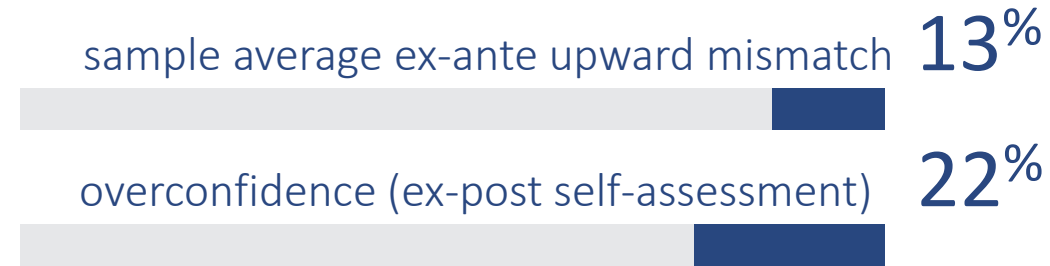 sample average ex-ante upward mismatch 13%
overconfidence (ex-post self-assessment) 22%